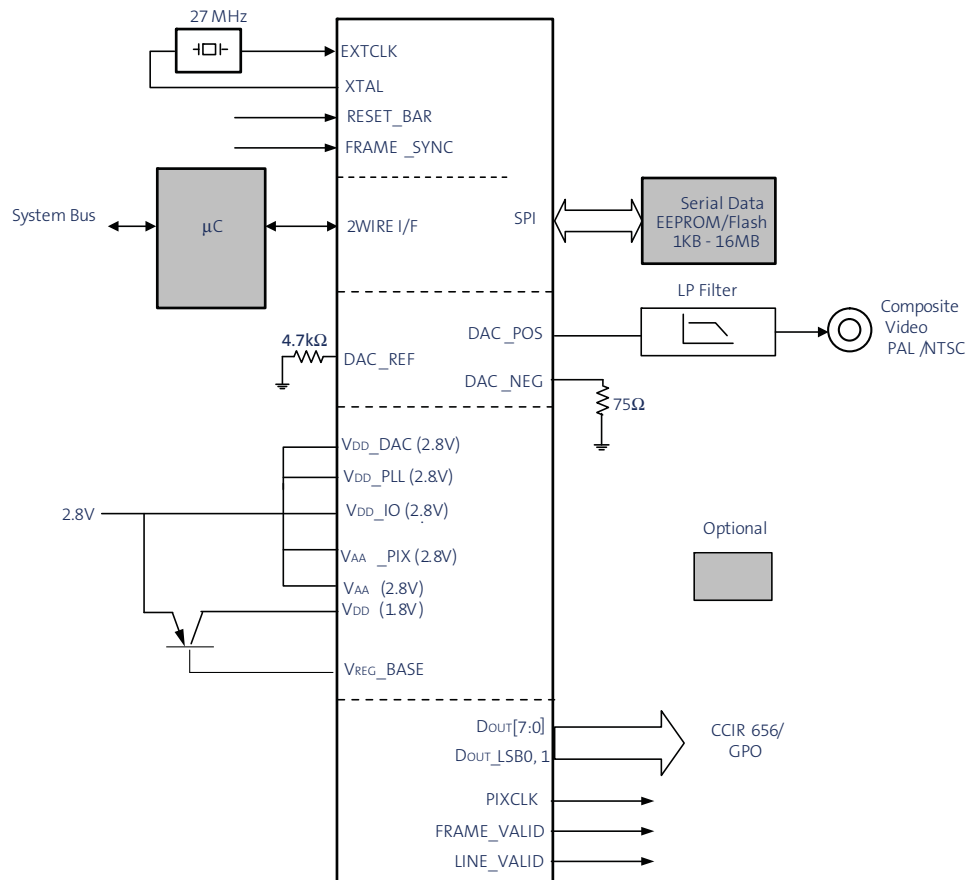 27 MHz
EXTCLK
XTAL
RESET_BAR
FRAME _SYNC
System Bus
µC
2WIRE I/F
SPI
Serial Data
EEPROM/Flash
1KB - 16MB
LP Filter
Composite
Video
PAL /NTSC
4.7kΩ
DAC_REF
DAC_POS
DAC_NEG
75Ω
VDD_DAC (2.8V)
VDD_PLL (2.8V)
2.8V
VDD_IO (2.8V)
VAA _PIX (2.8V)
VAA (2.8V)
VDD (1.8V)
VREG_BASE
Optional
DOUT[7:0]
DOUT_LSB0, 1
CCIR 656/
GPO
PIXCLK
FRAME_VALID
LINE_VALID